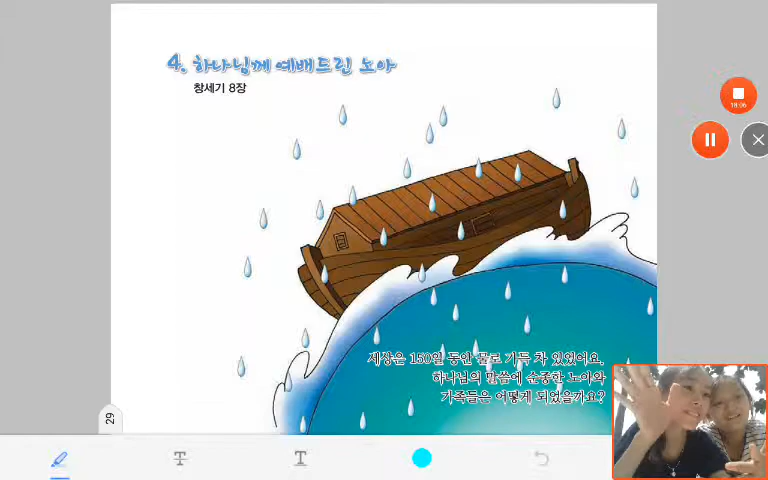 4. 하나님께 예배드린 노아
창세기 8장
18:06
세상은 150일 동안 물로 가득 차 있었어요.
하나님의 말씀에 순종한 노아와
가족들은 어떻게 되었을까요?
29